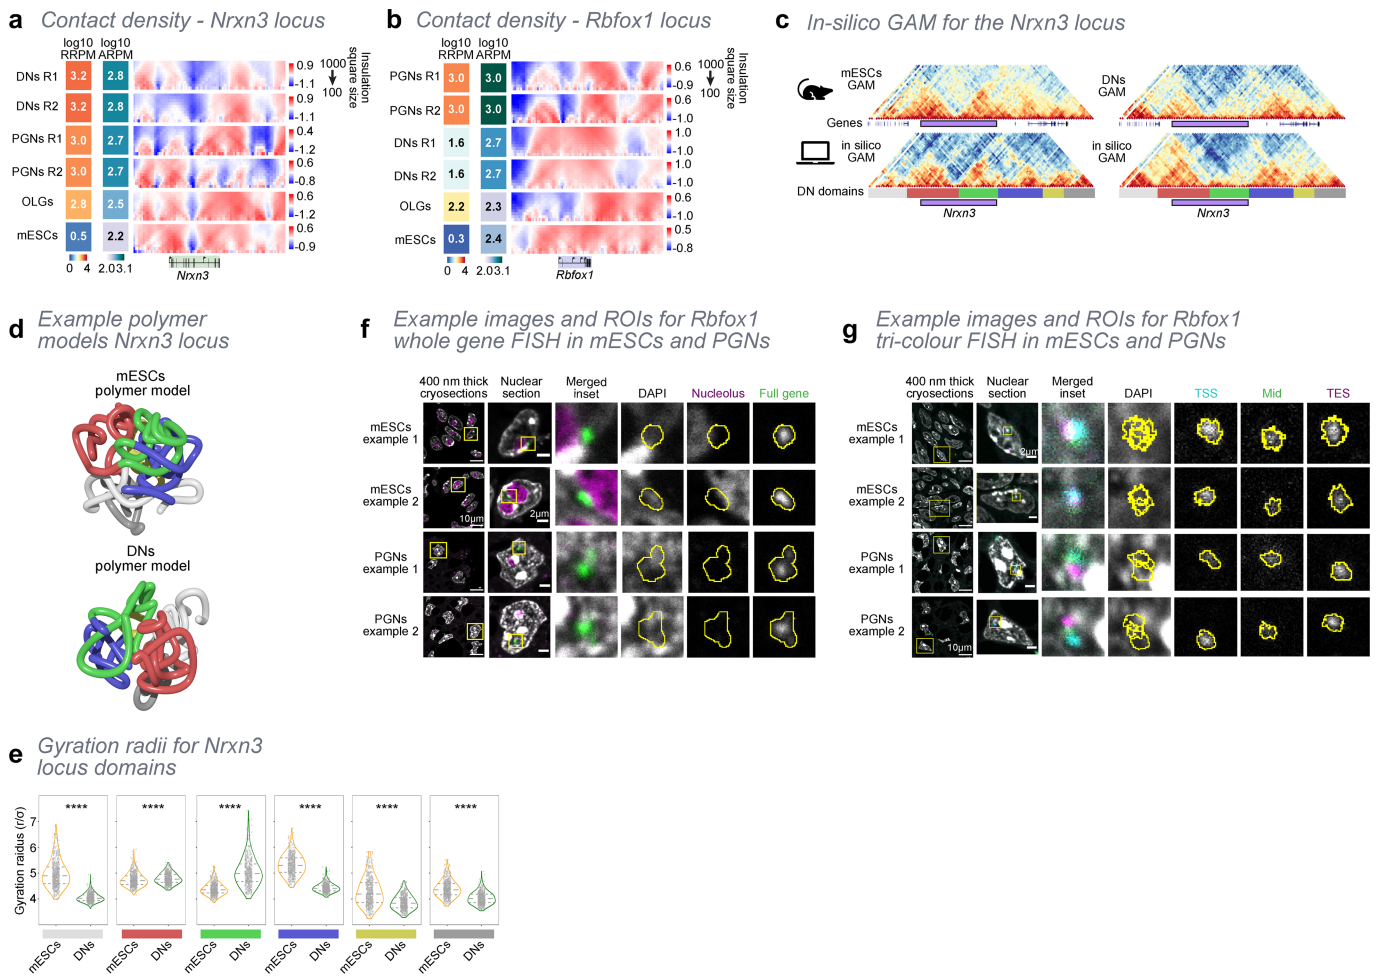 a
Contact density - Nrxn3 locus
log10
RRPM
log10
ARPM
DNs R1
3.2
2.8
0.9
-1.1
1000
100
Insulation
square size
DNs R2
3.2
2.8
0.9
-1.1
PGNs R1
3.0
2.7
0.4
-1.2
PGNs R2
3.0
2.7
0.6
-0.8
OLGs
2.8
2.5
0.6
-1.2
mESCs
0.5
2.2
0.6
-0.9
0 4
2.03.1
Nrxn3
b
Contact density - Rbfox1 locus
log10
RRPM
log10
ARPM
PGNs R1
3.0
3.0
0.6
-1.1
1000
100
Insulation
square size
PGNs R2
3.0
3.0
0.6
-1.0
DNs R1
1.6
2.7
1.0
-1.0
DNs R2
1.6
2.7
1.0
-1.0
OLGs
2.2
2.3
0.6
-1.0
mESCs
0.3
2.4
0.5
-0.8
0 4
2.03.1
Rbfox1
c
In-silico GAM for the Nrxn3 locus
mESCs
GAM
DNs
GAM
Genes
in silico
GAM
in silico
GAM
DN domains
Nrxn3
Nrxn3
d
Example polymer
models Nrxn3 locus
mESCs
polymer model
DNs
polymer model
f
Example images and ROIs for Rbfox1
whole gene FISH in mESCs and PGNs
400 nm thick
cryosections
Nuclear
section
Merged
inset
DAPI
Nucleolus
Full gene
mESCs
example 1
mESCs
example 2
10µm
2µm
PGNs
example 1
PGNs
example 2
g
Example images and ROIs for Rbfox1
tri-colour FISH in mESCs and PGNs
400 nm thick
cryosections
Nuclear
section
Merged
inset
DAPI
TSS
Mid
TES
mESCs
example 1
2µm
mESCs
example 2
PGNs
example 1
PGNs
example 2
10µm
e
Gyration radii for Nrxn3
locus domains
Gyration raidus (r/σ)
7
6
5
4
****
****
****
****
****
****
mESCs
DNs
mESCs
DNs
mESCs
DNs
mESCs
DNs
mESCs
DNs
mESCs
DNs